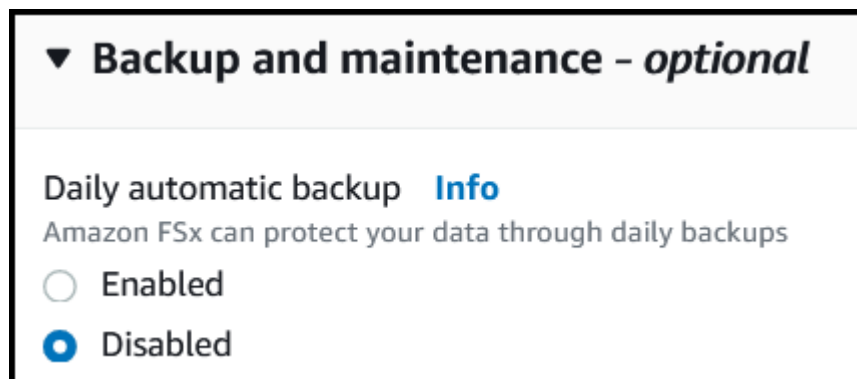 Backup and maintenance - optional
Daily automatic backup Info
Amazon FSx can protect your data through daily backups
Enabled
Disabled